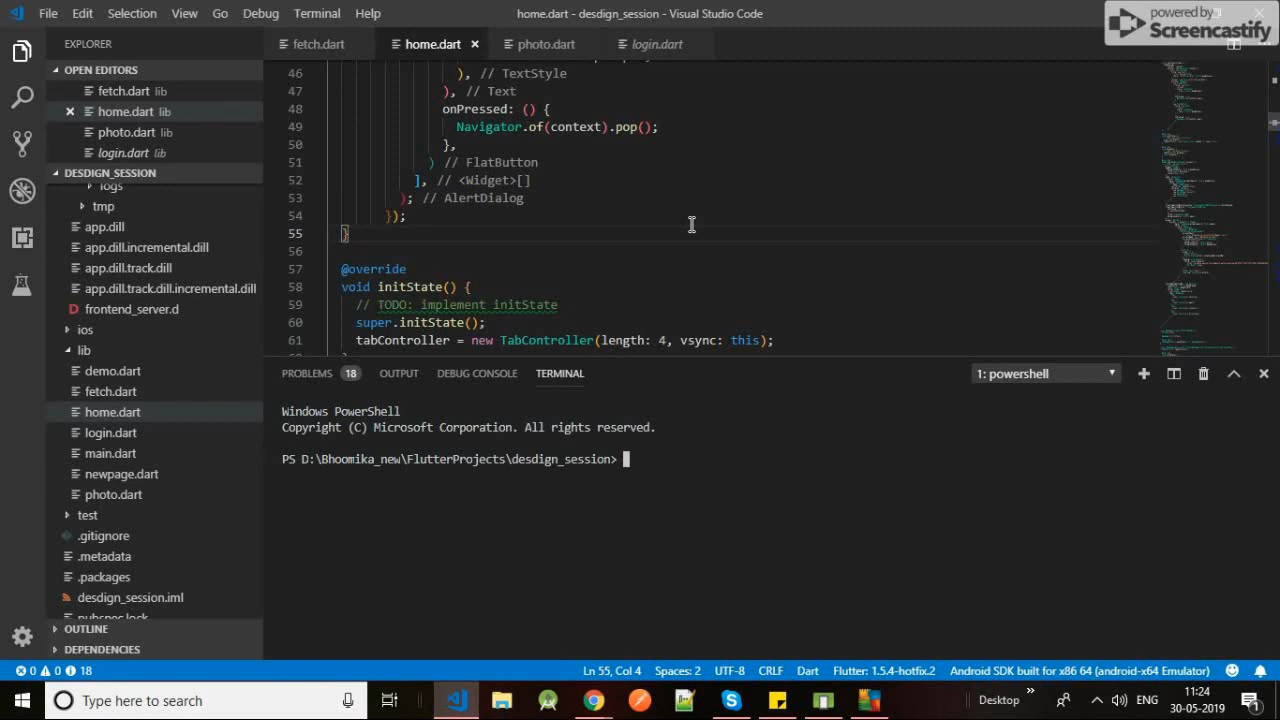 File Edit Selection View Go Debug Terminal Help
home.dart - desdign_session - Visual Studio Code
powered by
Screencastify
EXPLORER
OPEN EDITORS
fetch.dart lib
home.dart lib
photo.dart lib
login.dart lib
DESDIGN_SESSION
logs
tmp
app.dill
app.dill.incremental.dill
app.dill.track.dill
app.dill.track.dill.incremental.dill
frontend_server.d
ios
lib
demo.dart
fetch.dart
home.dart
login.dart
main.dart
newpage.dart
photo.dart
test
.gitignore
.metadata
.packages
desdign_session.iml
pubspec.lock
OUTLINE
DEPENDENCIES
fetch.dart home.dart photo.dart login.dart
46 )) // TextStyle
47 ), // Text
48 onPressed: () {
49 Navigator.of(context).pop();
50 },
51 ) // FlatButton
52 ], // <Widget>[]
53 ); // AlertDialog
54 });
55 }
56
57 @override
58 void initState() {
59 // TODO: implement initState
60 super.initState();
61 tabController = TabController(length: 4, vsync: this);
PROBLEMS 18 OUTPUT DEBUG CONSOLE TERMINAL
1: powershell
Windows PowerShell
Copyright (C) Microsoft Corporation. All rights reserved.
PS D:\Bhoomika_new\FlutterProjects\desdign_session>
0 0 18
Ln 55, Col 4 Spaces: 2 UTF-8 CRLF Dart Flutter: 1.5.4-hotfix.2 Android SDK built for x86 64 (android-x64 Emulator)
Type here to search
Desktop
ENG
11:24
30-05-2019
1